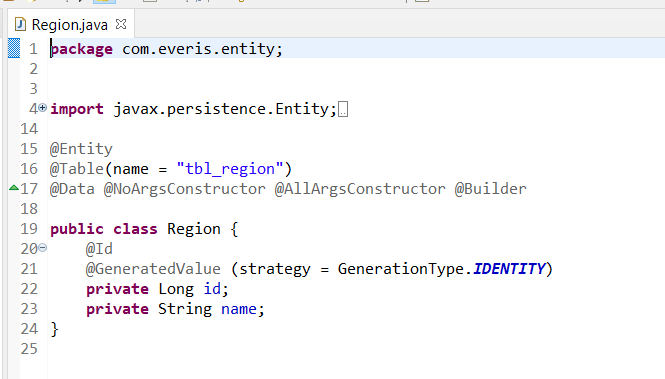 Region.java
1 package com.everis.entity;
2
3
4 import javax.persistence.Entity;
14
15 @Entity
16 @Table(name = "tbl_region")
17 @Data @NoArgsConstructor @AllArgsConstructor @Builder
18
19 public class Region {
20     @Id
21     @GeneratedValue (strategy = GenerationType.IDENTITY)
22     private Long id;
23     private String name;
24 }
25